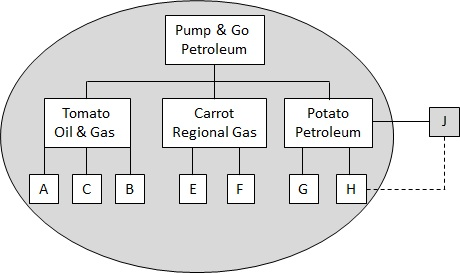 Pump & Go
Petroleum
Tomato
Oil & Gas
Carrot
Regional Gas
Potato
Petroleum
J
A
C
B
E
F
G
H